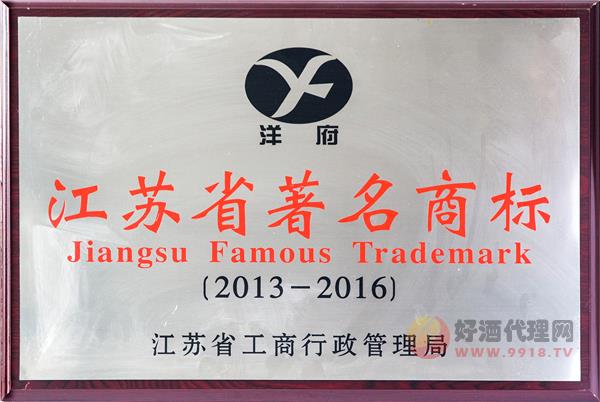 洋府
江苏省著名商标
Jiangsu Famous Trademark
(2013-2016)
江苏省工商行政管理局
好酒代理网
www.9918.TV